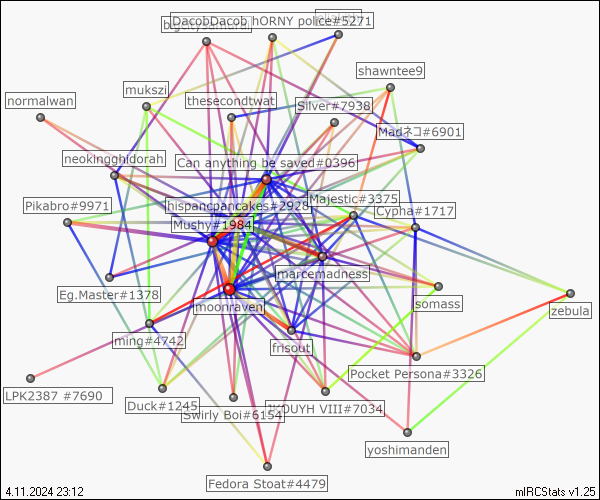 DacobDacob
hORNY police#5271
shawntee9
mukszi
normalwan
thesecondtwat
Silver#7938
Madネコ#6901
neokingghidorah
Can anything be saved#0396
Pikabro#9971
hispancpancakes#2928
Majestic#3375
Cypha#1717
Mushy#1984
marcemadness
Eg.Master#1378
moonraven
somass
zebula
ming#4742
frisout
Pocket Persona#3326
LPK2387 #7690
Duck#1245
Swirly Boi#6154
yoshimanden
Fedora Stoat#4479
4.11.2024 23:12
mIRCStats v1.25